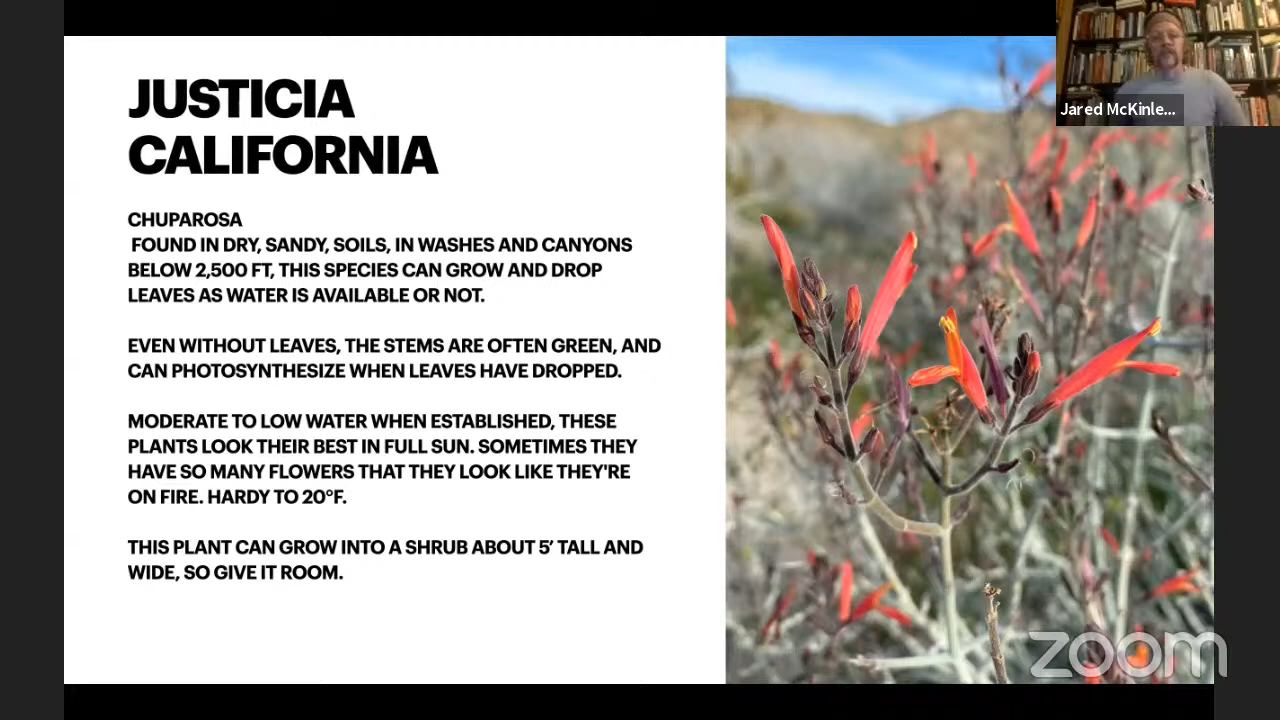 JUSTICIA
CALIFORNIA
CHUPAROSA
FOUND IN DRY, SANDY, SOILS, IN WASHES AND CANYONS
BELOW 2,500 FT, THIS SPECIES CAN GROW AND DROP
LEAVES AS WATER IS AVAILABLE OR NOT.
EVEN WITHOUT LEAVES, THE STEMS ARE OFTEN GREEN, AND
CAN PHOTOSYNTHESIZE WHEN LEAVES HAVE DROPPED.
MODERATE TO LOW WATER WHEN ESTABLISHED, THESE
PLANTS LOOK THEIR BEST IN FULL SUN. SOMETIMES THEY
HAVE SO MANY FLOWERS THAT THEY LOOK LIKE THEY'RE
ON FIRE. HARDY TO 20°F.
THIS PLANT CAN GROW INTO A SHRUB ABOUT 5′ TALL AND
WIDE, SO GIVE IT ROOM.
Jared McKinle...
zoom